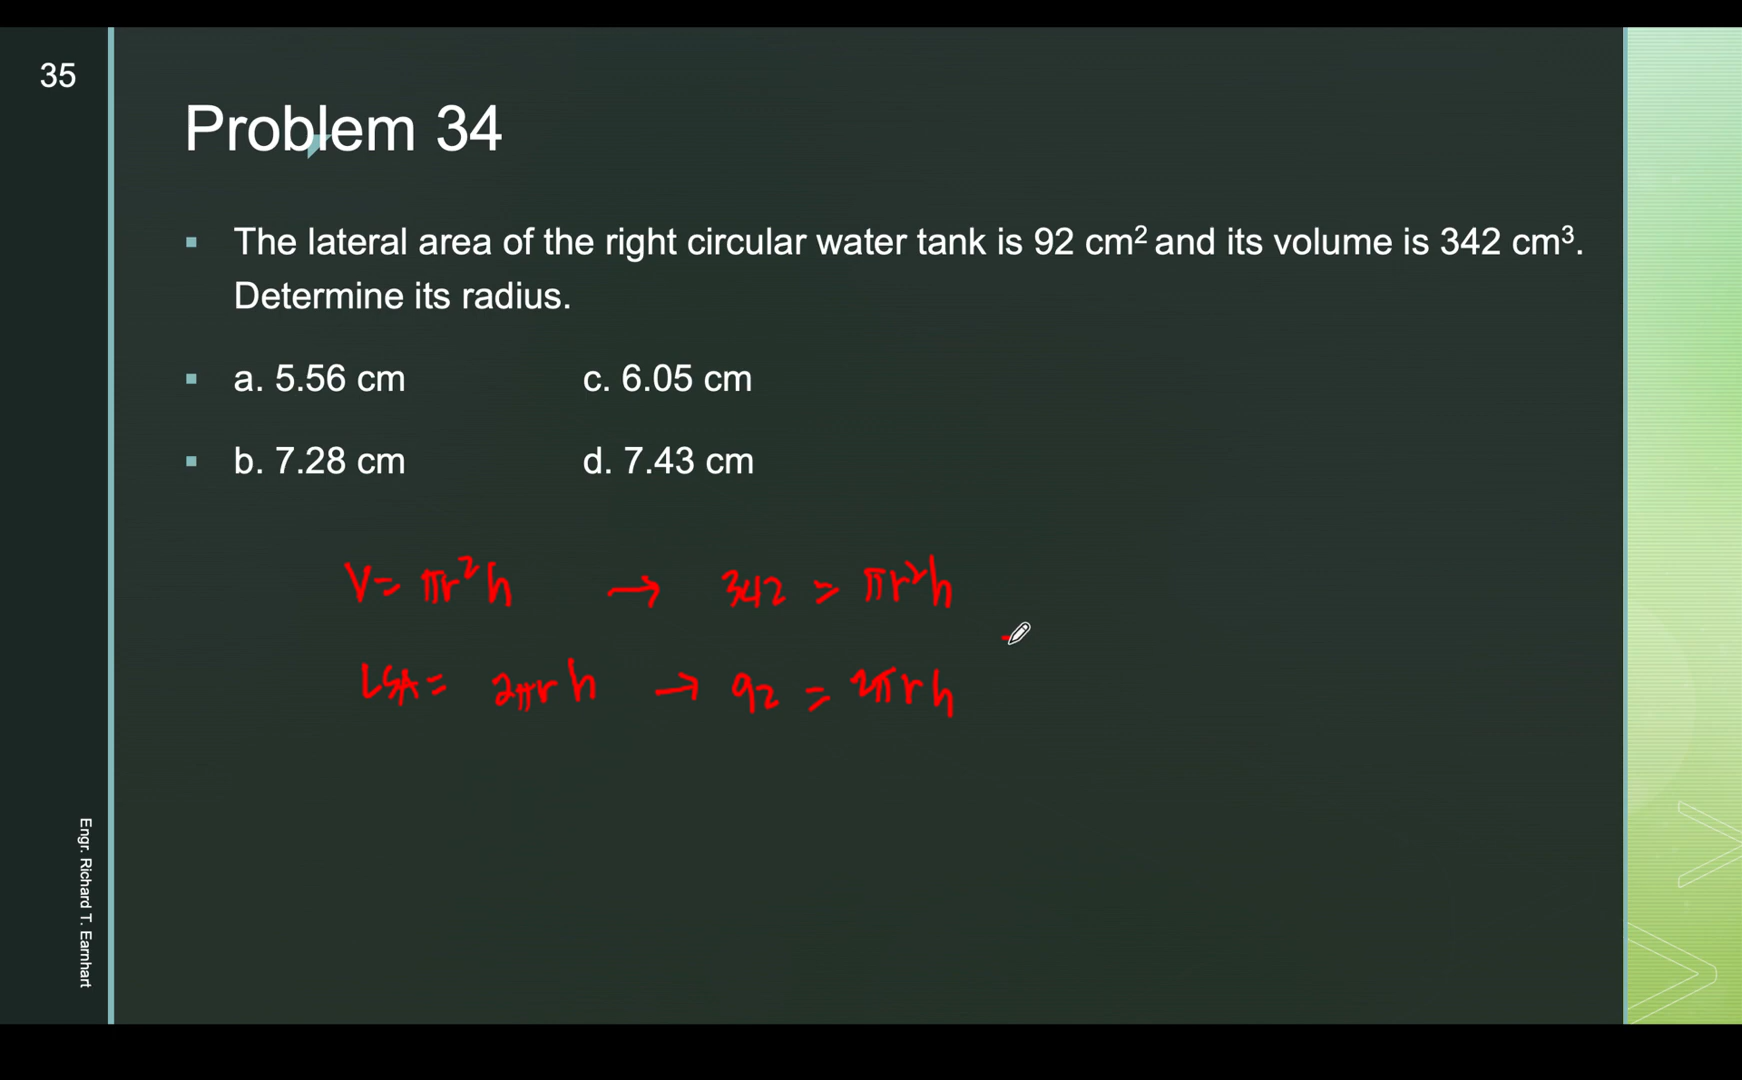 35
Problem 34
The lateral area of the right circular water tank is 92 cm² and its volume is 342 cm³.
Determine its radius.
a. 5.56 cm c. 6.05 cm
b. 7.28 cm d. 7.43 cm
V = πr²h → 342 = πr²h
LSA = 2πrh → 92 = 2πrh
Engr. Richard T. Earnhart